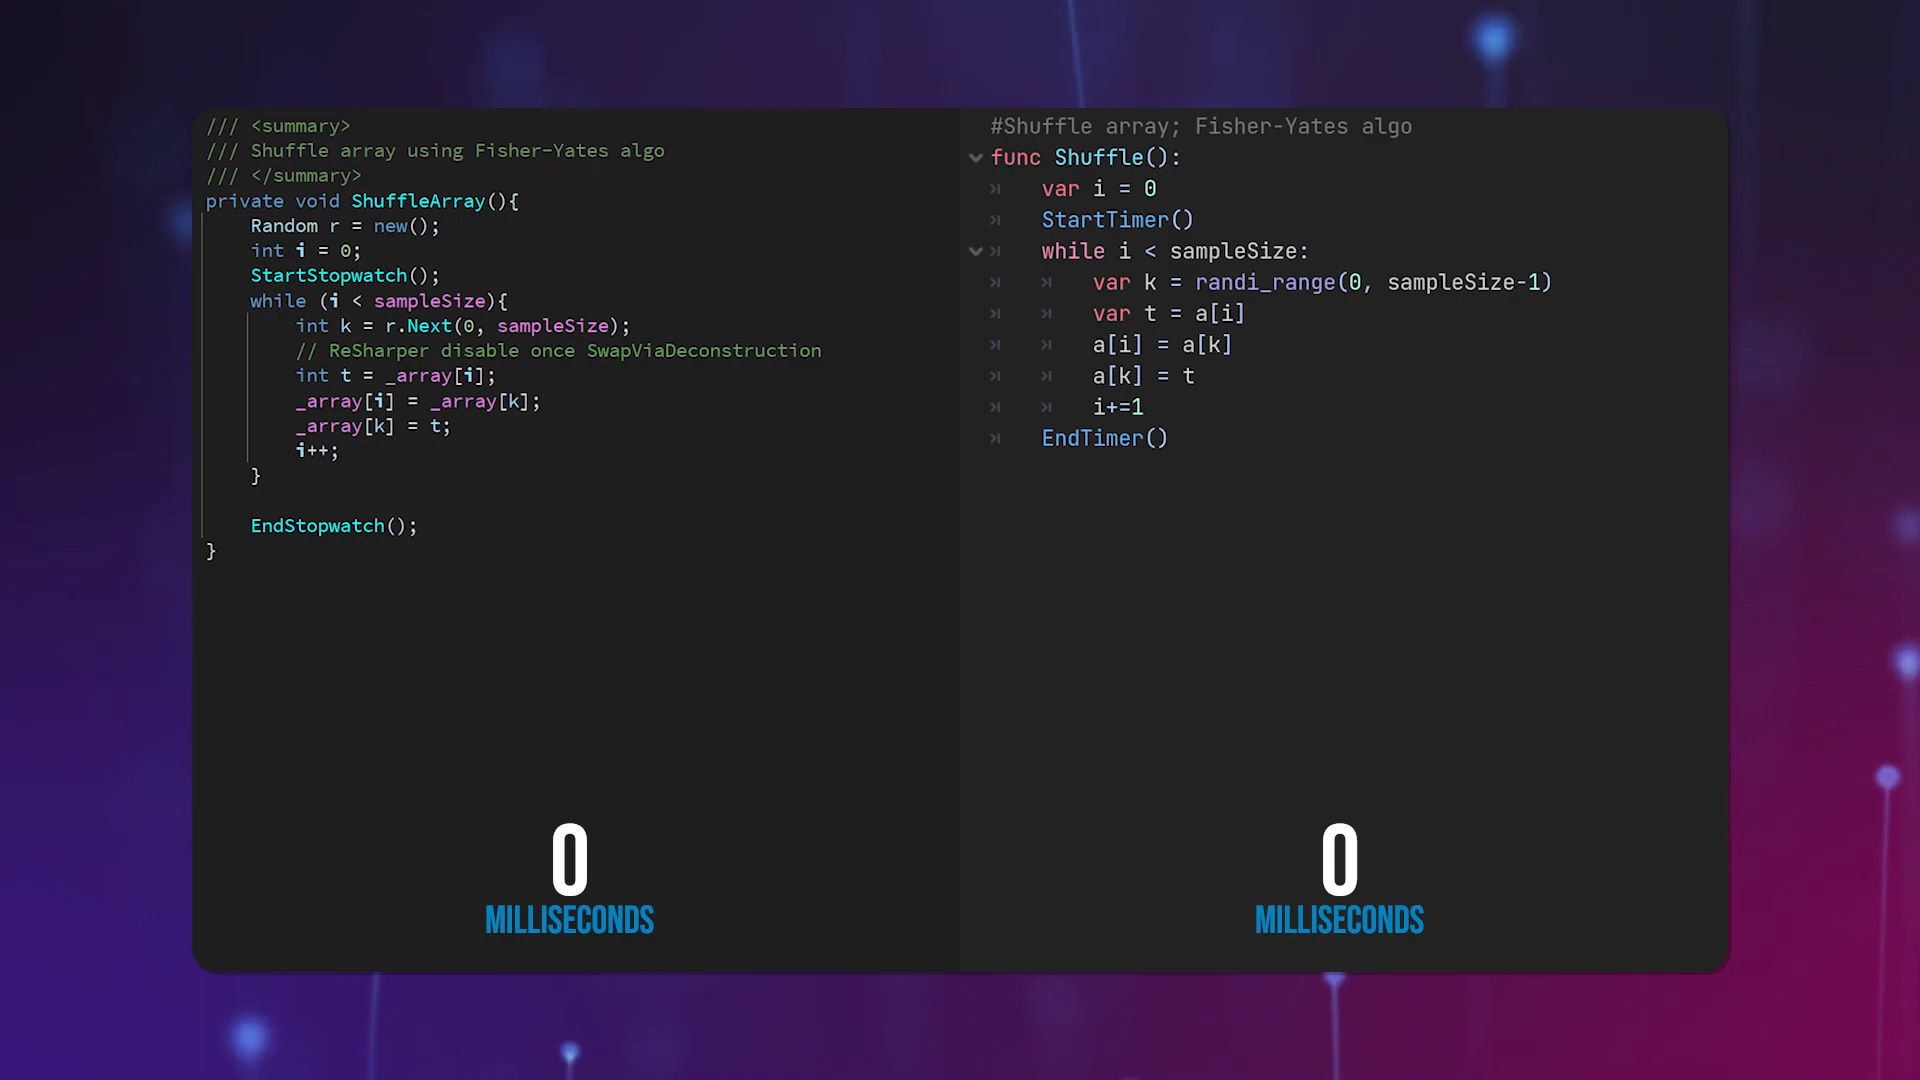 /// <summary>
/// Shuffle array using Fisher-Yates algo
/// </summary>
private void ShuffleArray(){
Random r = new();
int i = 0;
StartStopwatch();
while (i < sampleSize){
int k = r.Next(0, sampleSize);
// ReSharper disable once SwapViaDeconstruction
int t = _array[i];
_array[i] = _array[k];
_array[k] = t;
i++;
}
EndStopwatch();
}
0
MILLISECONDS
#Shuffle array; Fisher-Yates algo
func Shuffle():
var i = 0
StartTimer()
while i < sampleSize:
var k = randi_range(0, sampleSize-1)
var t = a[i]
a[i] = a[k]
a[k] = t
i+=1
EndTimer()
0
MILLISECONDS